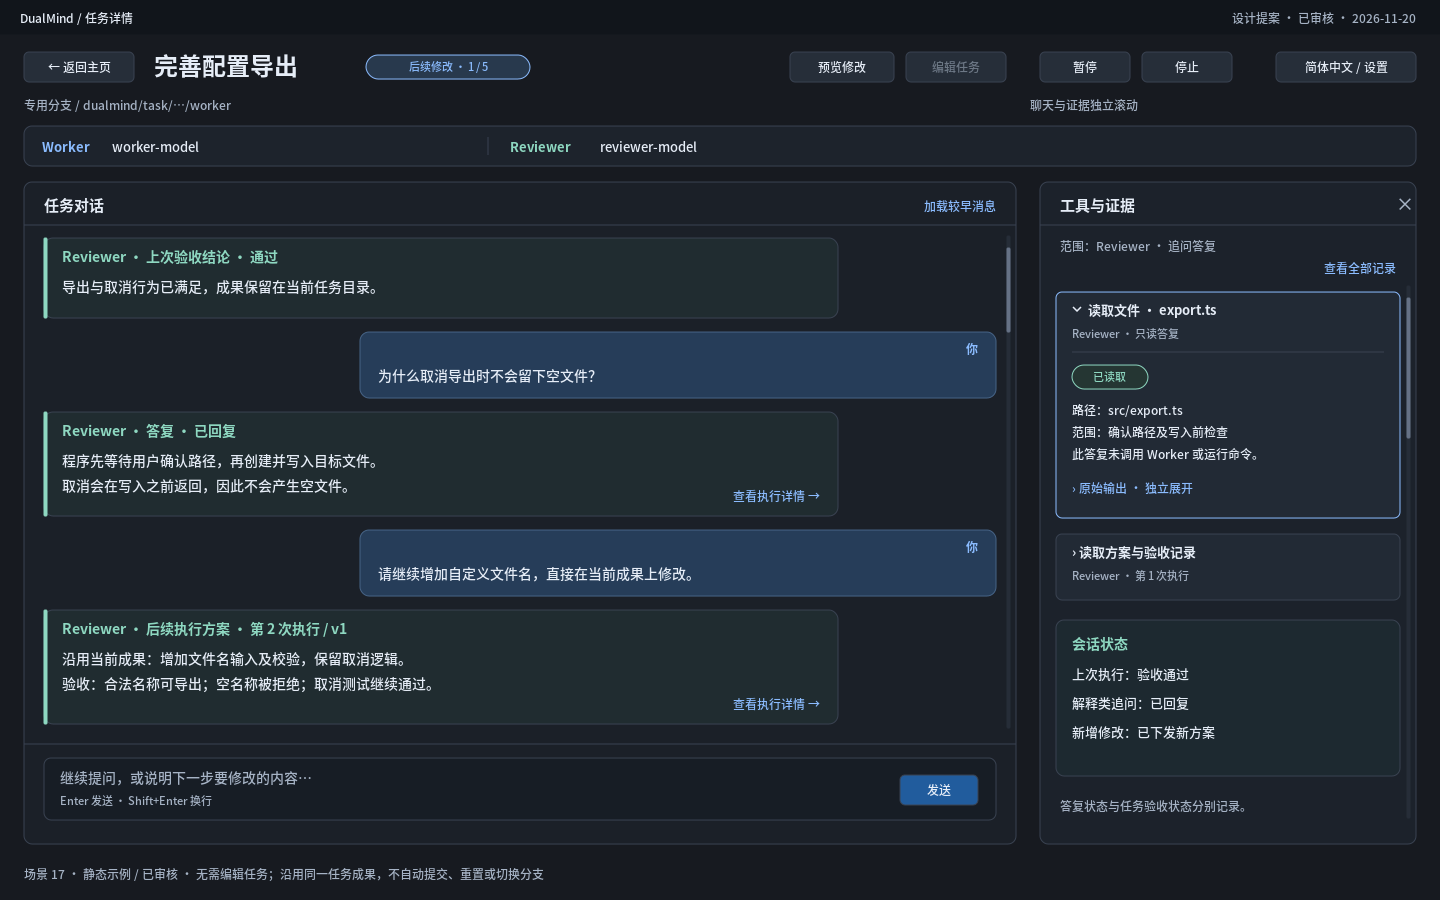 DualMind / 任务详情
设计提案 · 已审核 · 2026-11-20
← 返回主页
完善配置导出
后续修改 · 1 / 5
预览修改
编辑任务
暂停
停止
简体中文 / 设置
专用分支 / dualmind/task/…/worker
聊天与证据独立滚动
Worker worker-model
Reviewer reviewer-model
任务对话
加载较早消息
Reviewer · 上次验收结论 · 通过
导出与取消行为已满足，成果保留在当前任务目录。
你
为什么取消导出时不会留下空文件？
Reviewer · 答复 · 已回复
程序先等待用户确认路径，再创建并写入目标文件。
取消会在写入之前返回，因此不会产生空文件。
查看执行详情 →
你
请继续增加自定义文件名，直接在当前成果上修改。
Reviewer · 后续执行方案 · 第 2 次执行 / v1
沿用当前成果：增加文件名输入及校验，保留取消逻辑。
验收：合法名称可导出；空名称被拒绝；取消测试继续通过。
查看执行详情 →
继续提问，或说明下一步要修改的内容…
Enter 发送 · Shift+Enter 换行
发送
工具与证据
范围：Reviewer · 追问答复
查看全部记录
读取文件 · export.ts
Reviewer · 只读答复
已读取
路径：src/export.ts
范围：确认路径及写入前检查
此答复未调用 Worker 或运行命令。
› 原始输出 · 独立展开
› 读取方案与验收记录
Reviewer · 第 1 次执行
会话状态
上次执行：验收通过
解释类追问：已回复
新增修改：已下发新方案
答复状态与任务验收状态分别记录。
场景 17 · 静态示例 / 已审核 · 无需编辑任务；沿用同一任务成果，不自动提交、重置或切换分支